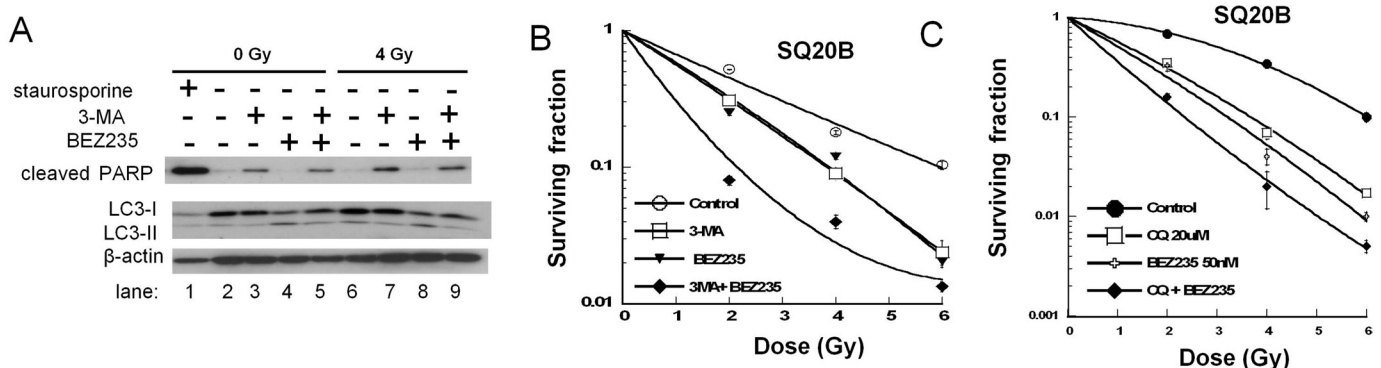 A
0 Gy 4 Gy
staurosporine + - - - - - - - -
3-MA - - + - + - + - +
BEZ235 - - - + + - - + +
cleaved PARP
LC3-I
LC3-II
β-actin
lane: 1 2 3 4 5 6 7 8 9
B
SQ20B
Surviving fraction
1
0.1
0.01
Control
3-MA
BEZ235
3MA+BEZ235
0 1 2 3 4 5 6
Dose (Gy)
C
SQ20B
Surviving fraction
1
0.1
0.01
0.001
Control
CQ 20uM
BEZ235 50nM
CQ + BEZ235
0 1 2 3 4 5 6
Dose (Gy)